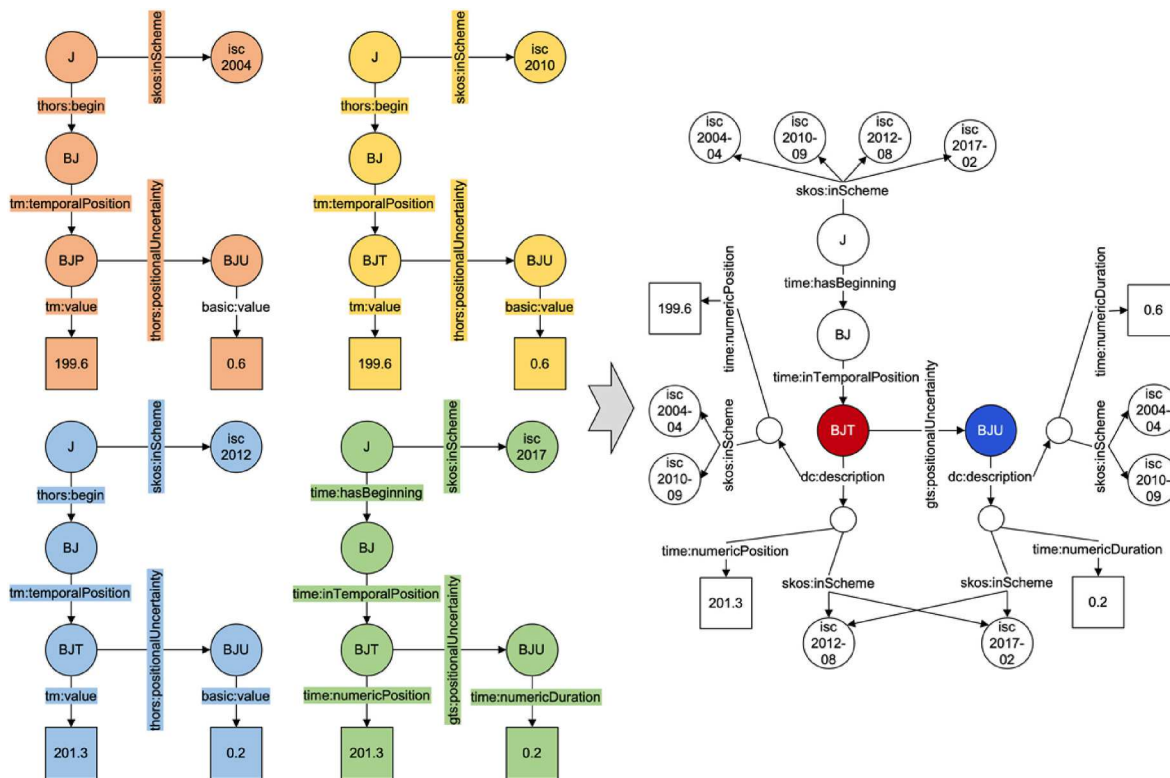 J
skos:inScheme
isc
2004
thors:begin
BJ
tm:temporalPosition
BJP
thors:positionalUncertainty
BJU
tm:value
basic:value
199.6
0.6
J
skos:inScheme
isc
2010
thors:begin
BJ
tm:temporalPosition
BJT
thors:positionalUncertainty
BJU
tm:value
basic:value
199.6
0.6
J
skos:inScheme
isc
2012
thors:begin
BJ
tm:temporalPosition
BJT
thors:positionalUncertainty
BJU
tm:value
basic:value
201.3
0.2
J
skos:inScheme
isc
2017
time:hasBeginning
BJ
time:inTemporalPosition
BJT
gts:positionalUncertainty
BJU
time:numericPosition
time:numericDuration
201.3
0.2
isc
2004-
04
isc
2010-
09
isc
2012-
08
isc
2017-
02
skos:inScheme
J
time:hasBeginning
BJ
time:inTemporalPosition
199.6
time:numericPosition
isc
2004-
04
isc
2010-
09
skos:inScheme
BJT
gts:positionalUncertainty
BJU
dc:description
dc:description
time:numericDuration
0.6
skos:inScheme
isc
2004-
04
isc
2010-
09
time:numericPosition
201.3
skos:inScheme
skos:inScheme
time:numericDuration
0.2
isc
2012-
08
isc
2017-
02